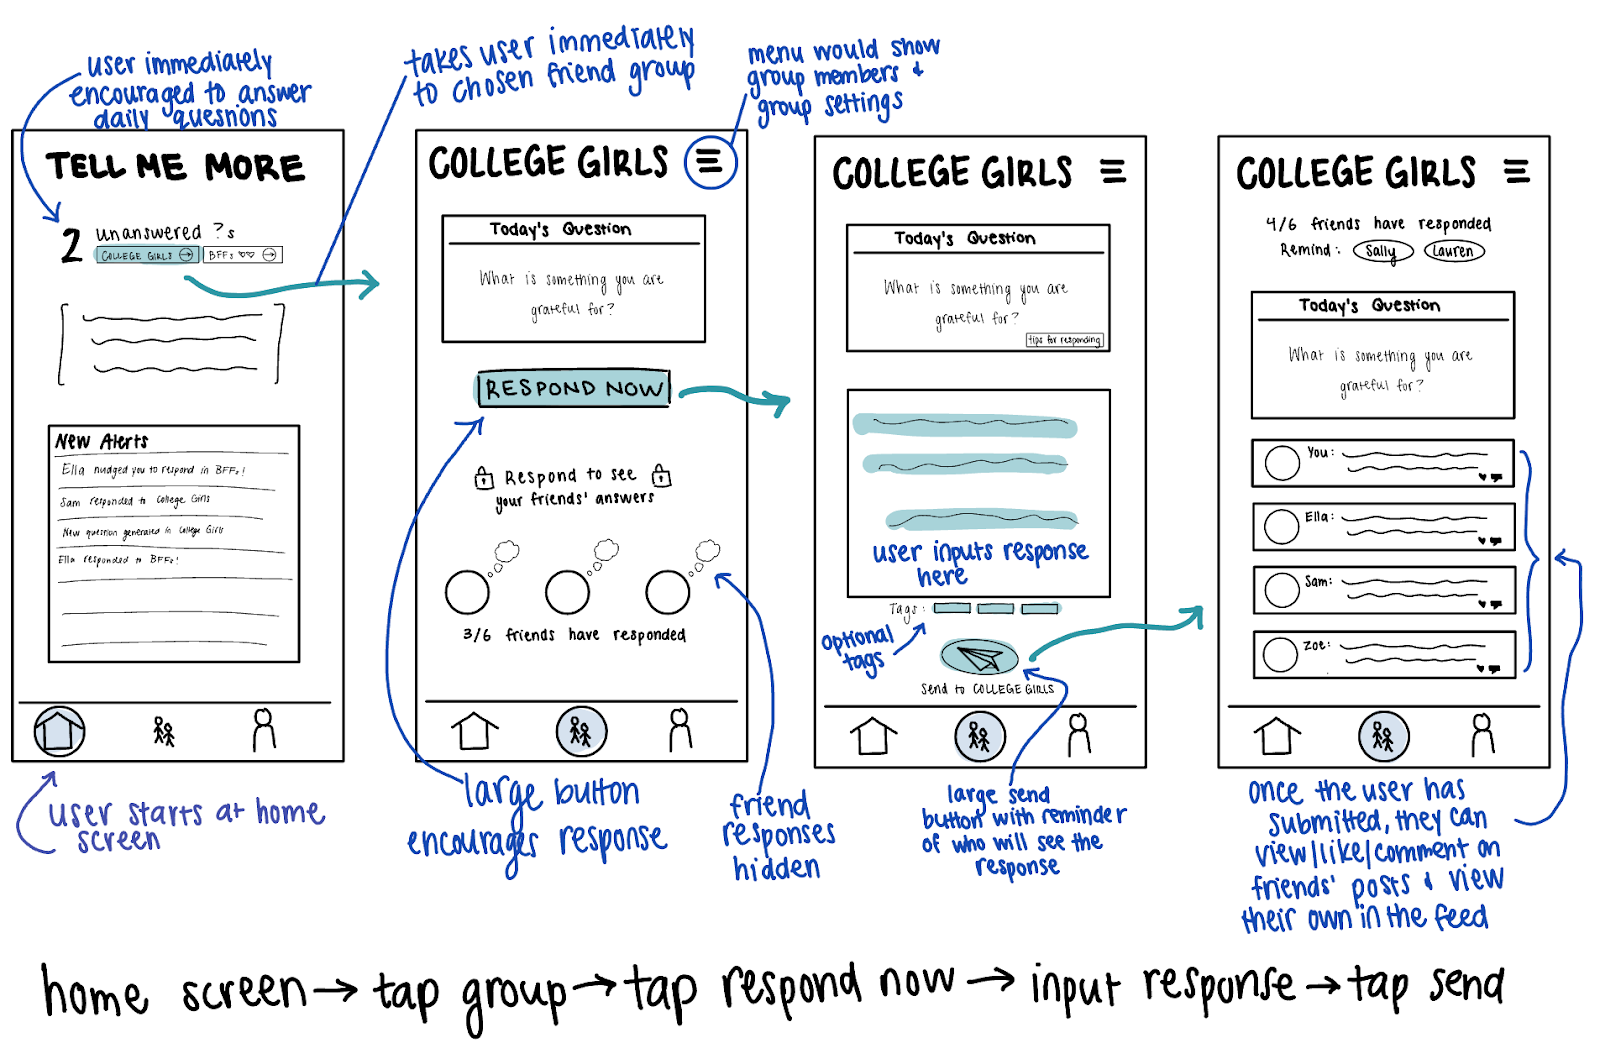 user immediately
encouraged to answer
daily questions
takes user immediately
to chosen friend group
menu would show
group members &
group settings
TELL ME MORE
2 unanswered ?s
COLLEGE GIRLS
BFFs ♡♡
New Alerts
Ella nudged you to respond in BFFs!
Sam responded to College Girls
New question generated in College Girls
Ella responded to BFFs!
user starts at home
screen
COLLEGE GIRLS
Today's Question
What is something you are
grateful for?
RESPOND NOW
Respond to see
your friends' answers
3/6 friends have responded
large button
encourages response
friend
responses
hidden
COLLEGE GIRLS
Today's Question
What is something you are
grateful for?
tips for responding
user inputs response
here
Tags:
optional
tags
Send to COLLEGE GIRLS
large send
button with reminder
of who will see the
response
COLLEGE GIRLS
4/6 friends have responded
Remind: Sally Lauren
Today's Question
What is something you are
grateful for?
You:
Ella:
Sam:
Zoe:
once the user has
submitted, they can
view/like/comment on
friends' posts & view
their own in the feed
home screen → tap group → tap respond now → input response → tap send